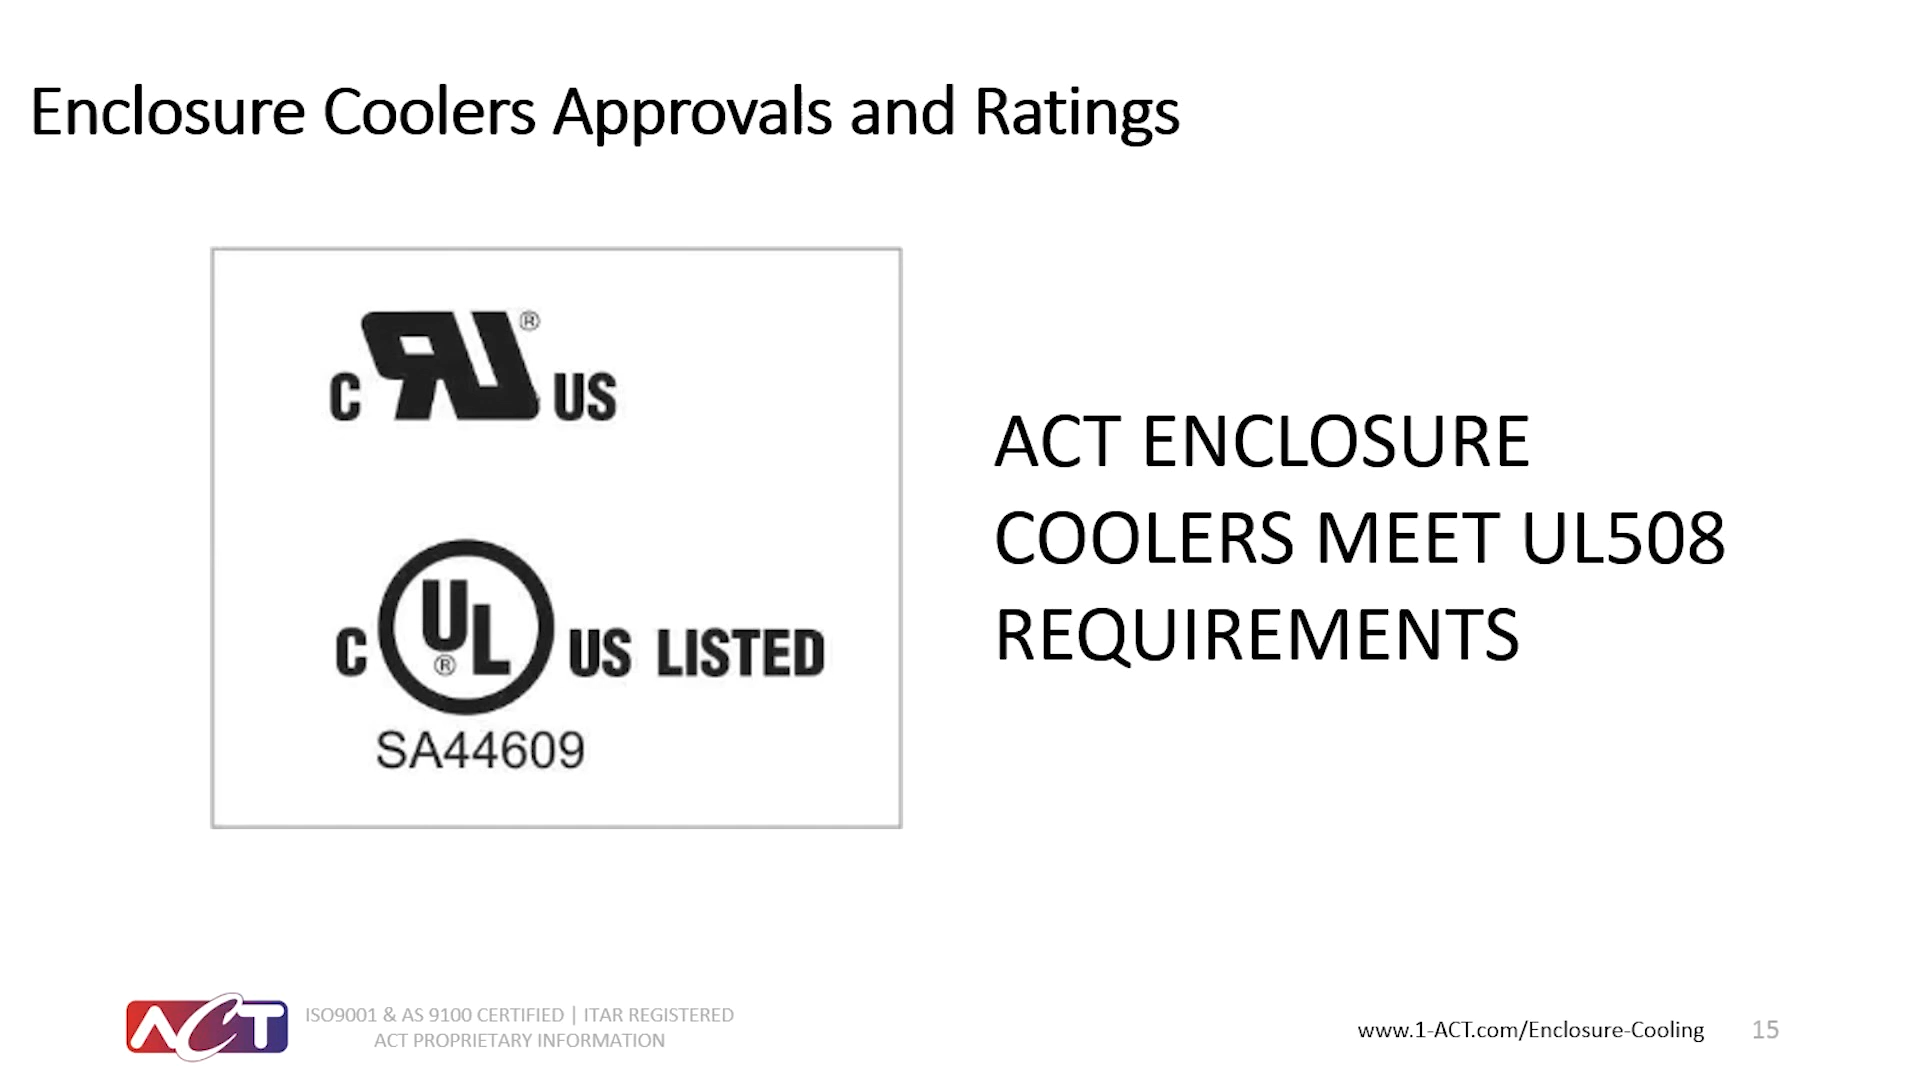 Enclosure Coolers Approvals and Ratings
C RU® US
C UL® US LISTED
SA44609
ACT ENCLOSURE
COOLERS MEET UL508
REQUIREMENTS
ACT
ISO9001 & AS 9100 CERTIFIED | ITAR REGISTERED
ACT PROPRIETARY INFORMATION
www.1-ACT.com/Enclosure-Cooling
15